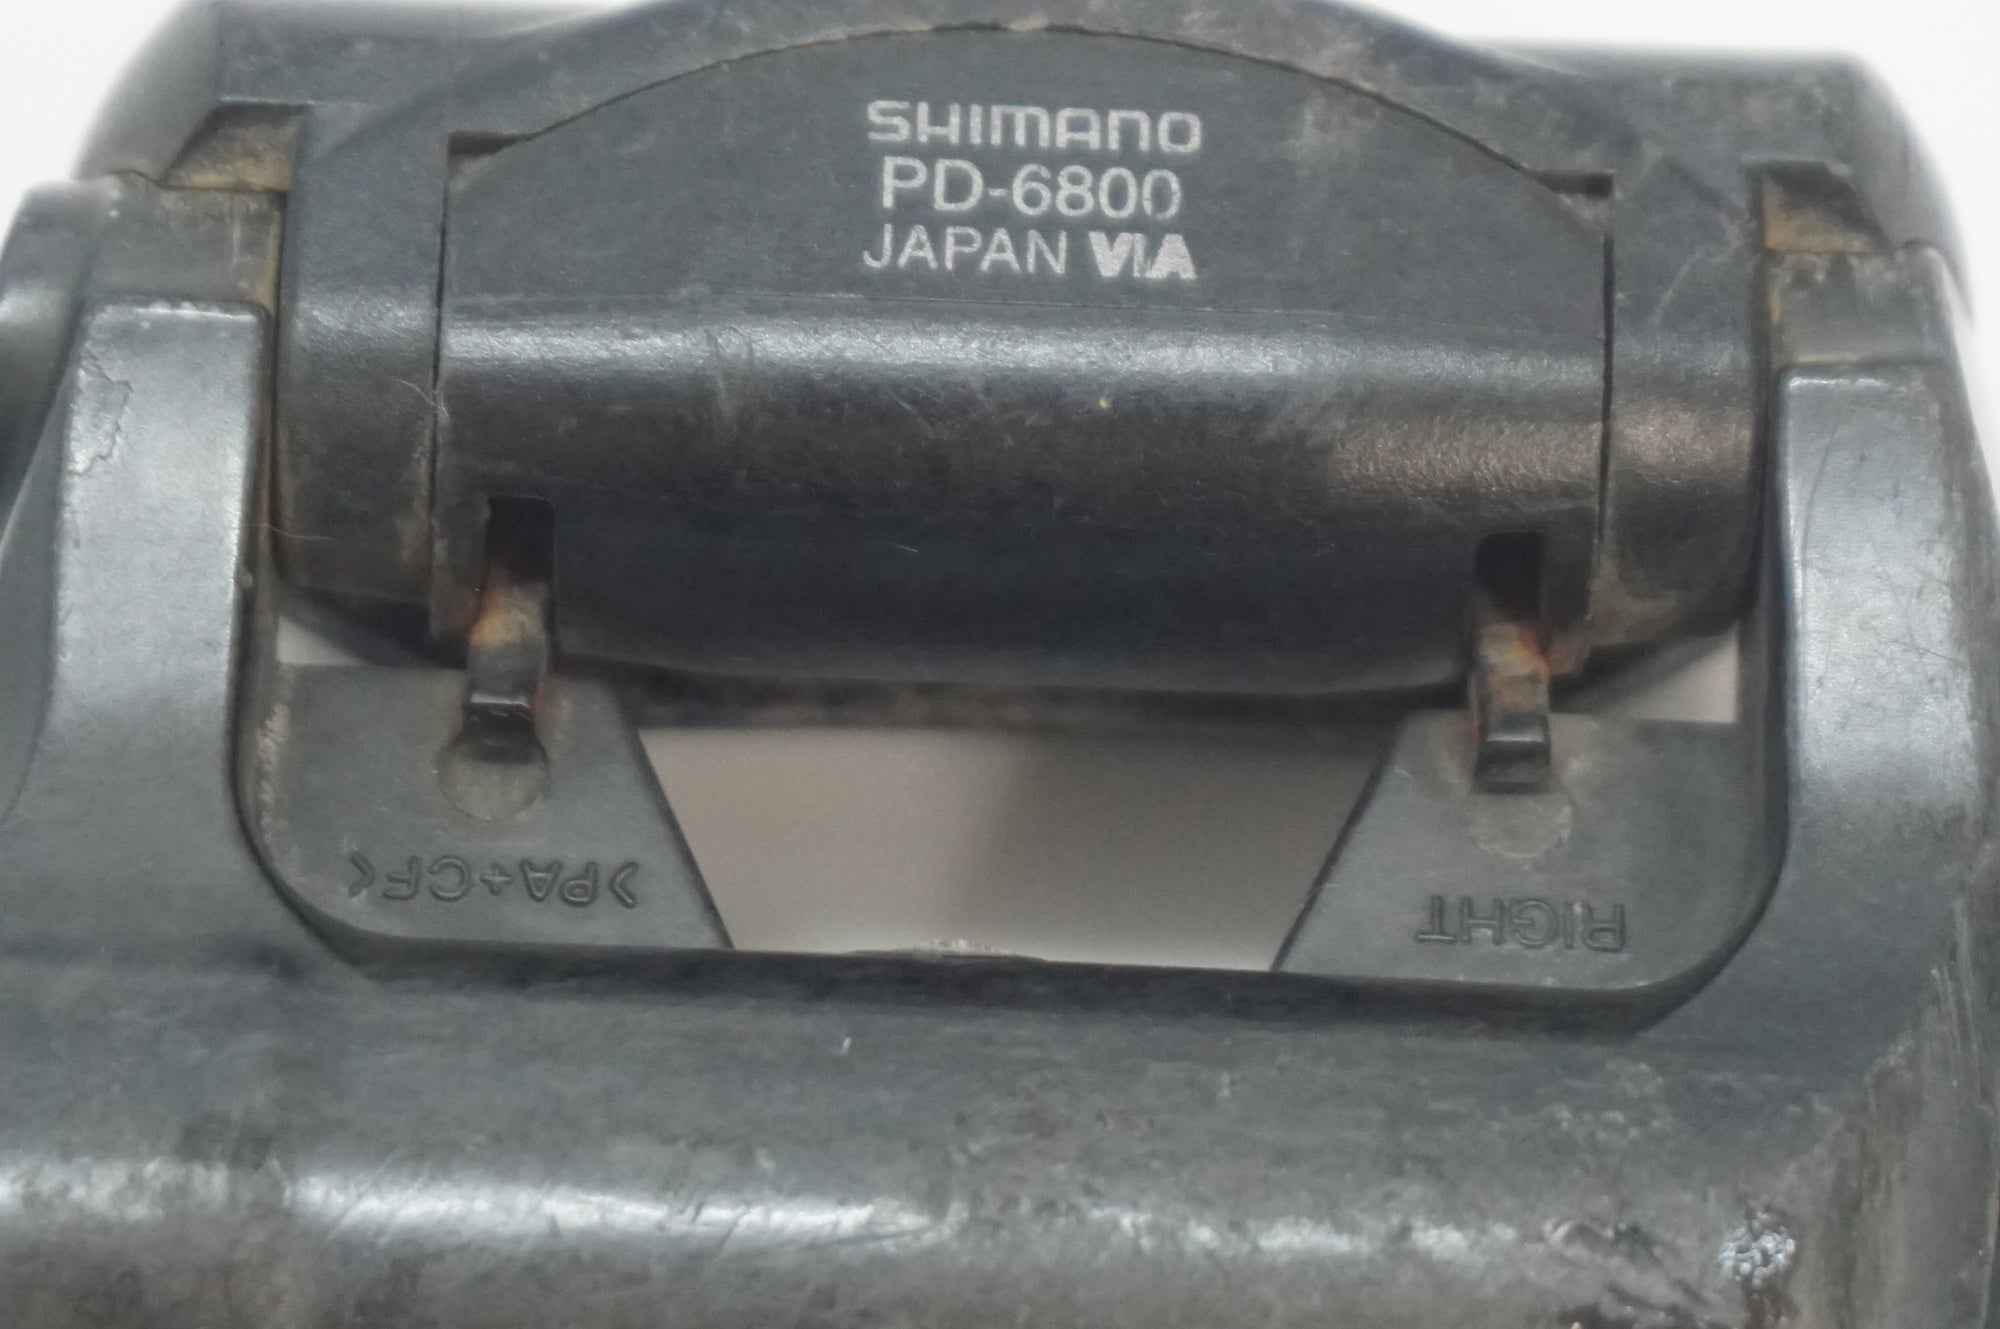 SHIMANO
PD-6800
JAPAN VIA
>PA+CF<
RIGHT